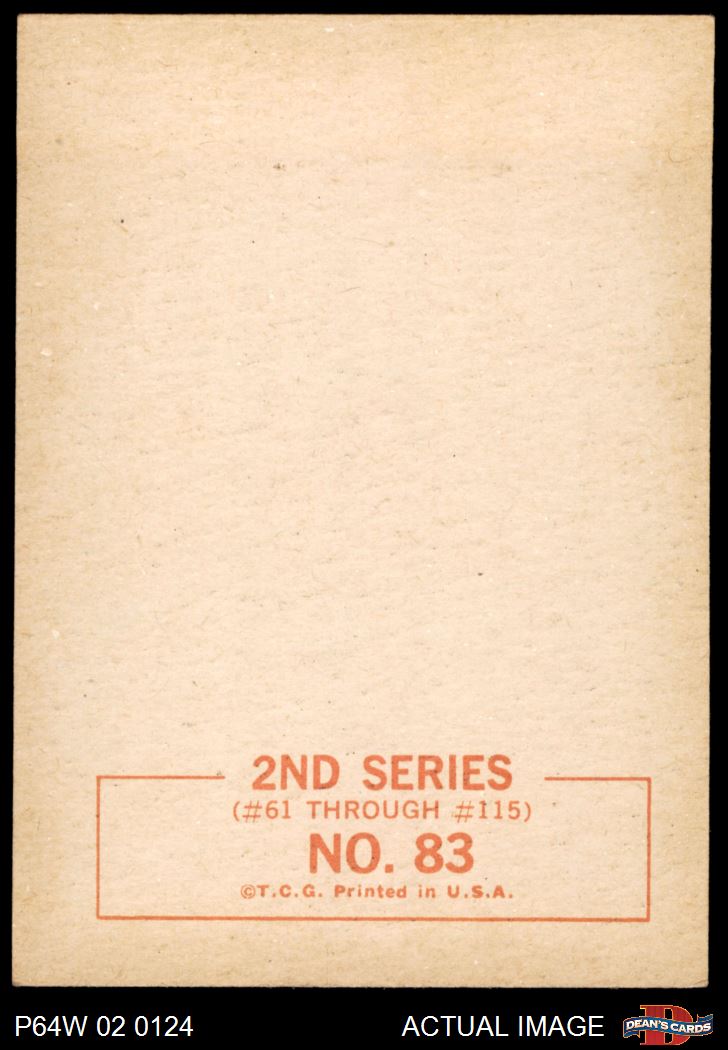 2ND SERIES
(#61 THROUGH #115)
NO. 83
©T.C.G. Printed in U.S.A.
P64W 02 0124
ACTUAL IMAGE
D
DEAN'S CARDS